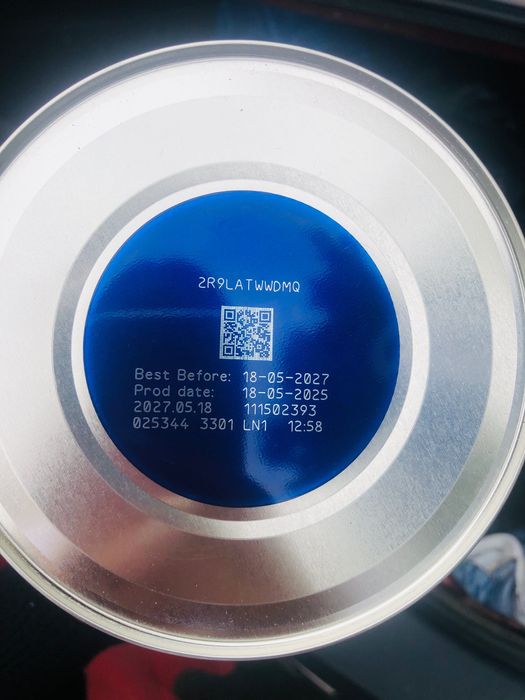 2R9LATWWDMQ
Best Before: 18-05-2027
Prod date: 18-05-2025
2027.05.18 111502393
025344 3301 LN1 12:58